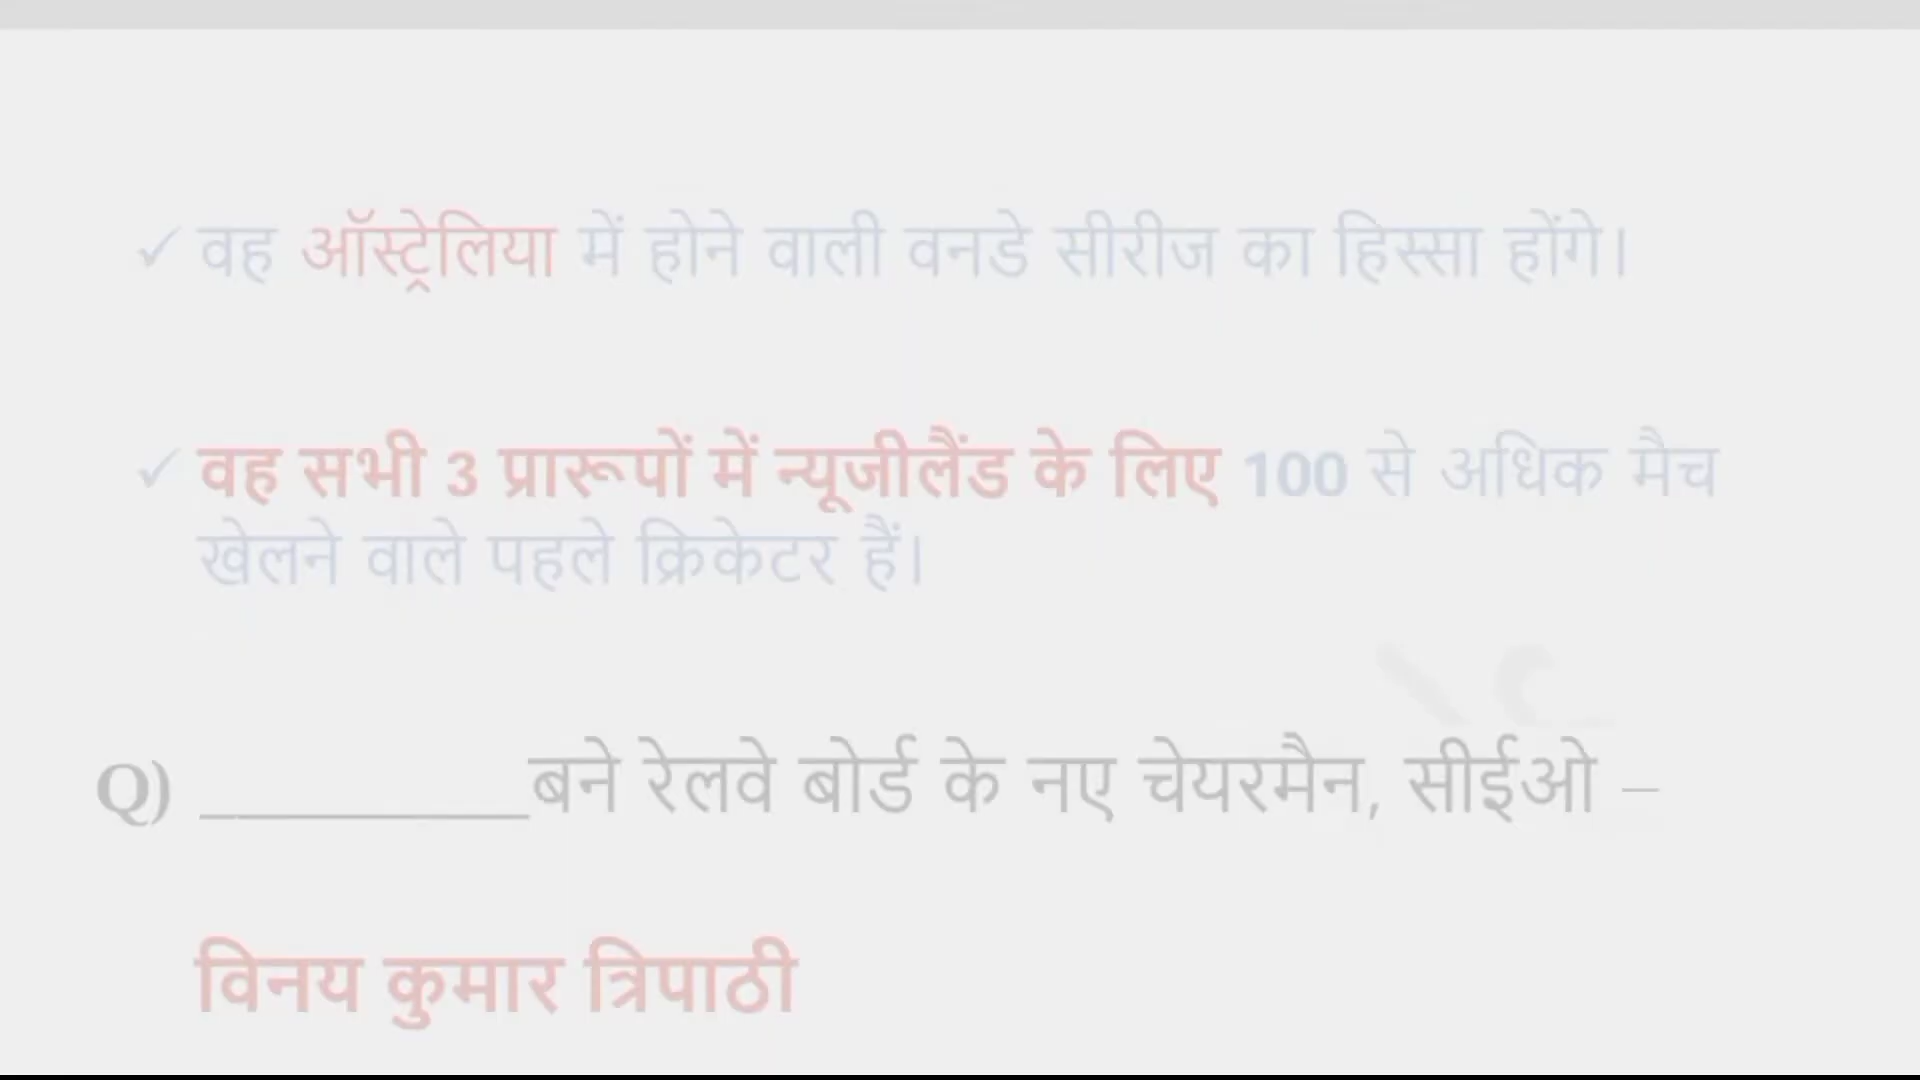 ✓ वह ऑस्ट्रेलिया में होने वाली वनडे सीरीज का हिस्सा होंगे।
✓ वह सभी 3 प्रारूपों में न्यूजीलैंड के लिए 100 से अधिक मैच
खेलने वाले पहले क्रिकेटर हैं।
Q) __________बने रेलवे बोर्ड के नए चेयरमैन, सीईओ –
विनय कुमार त्रिपाठी